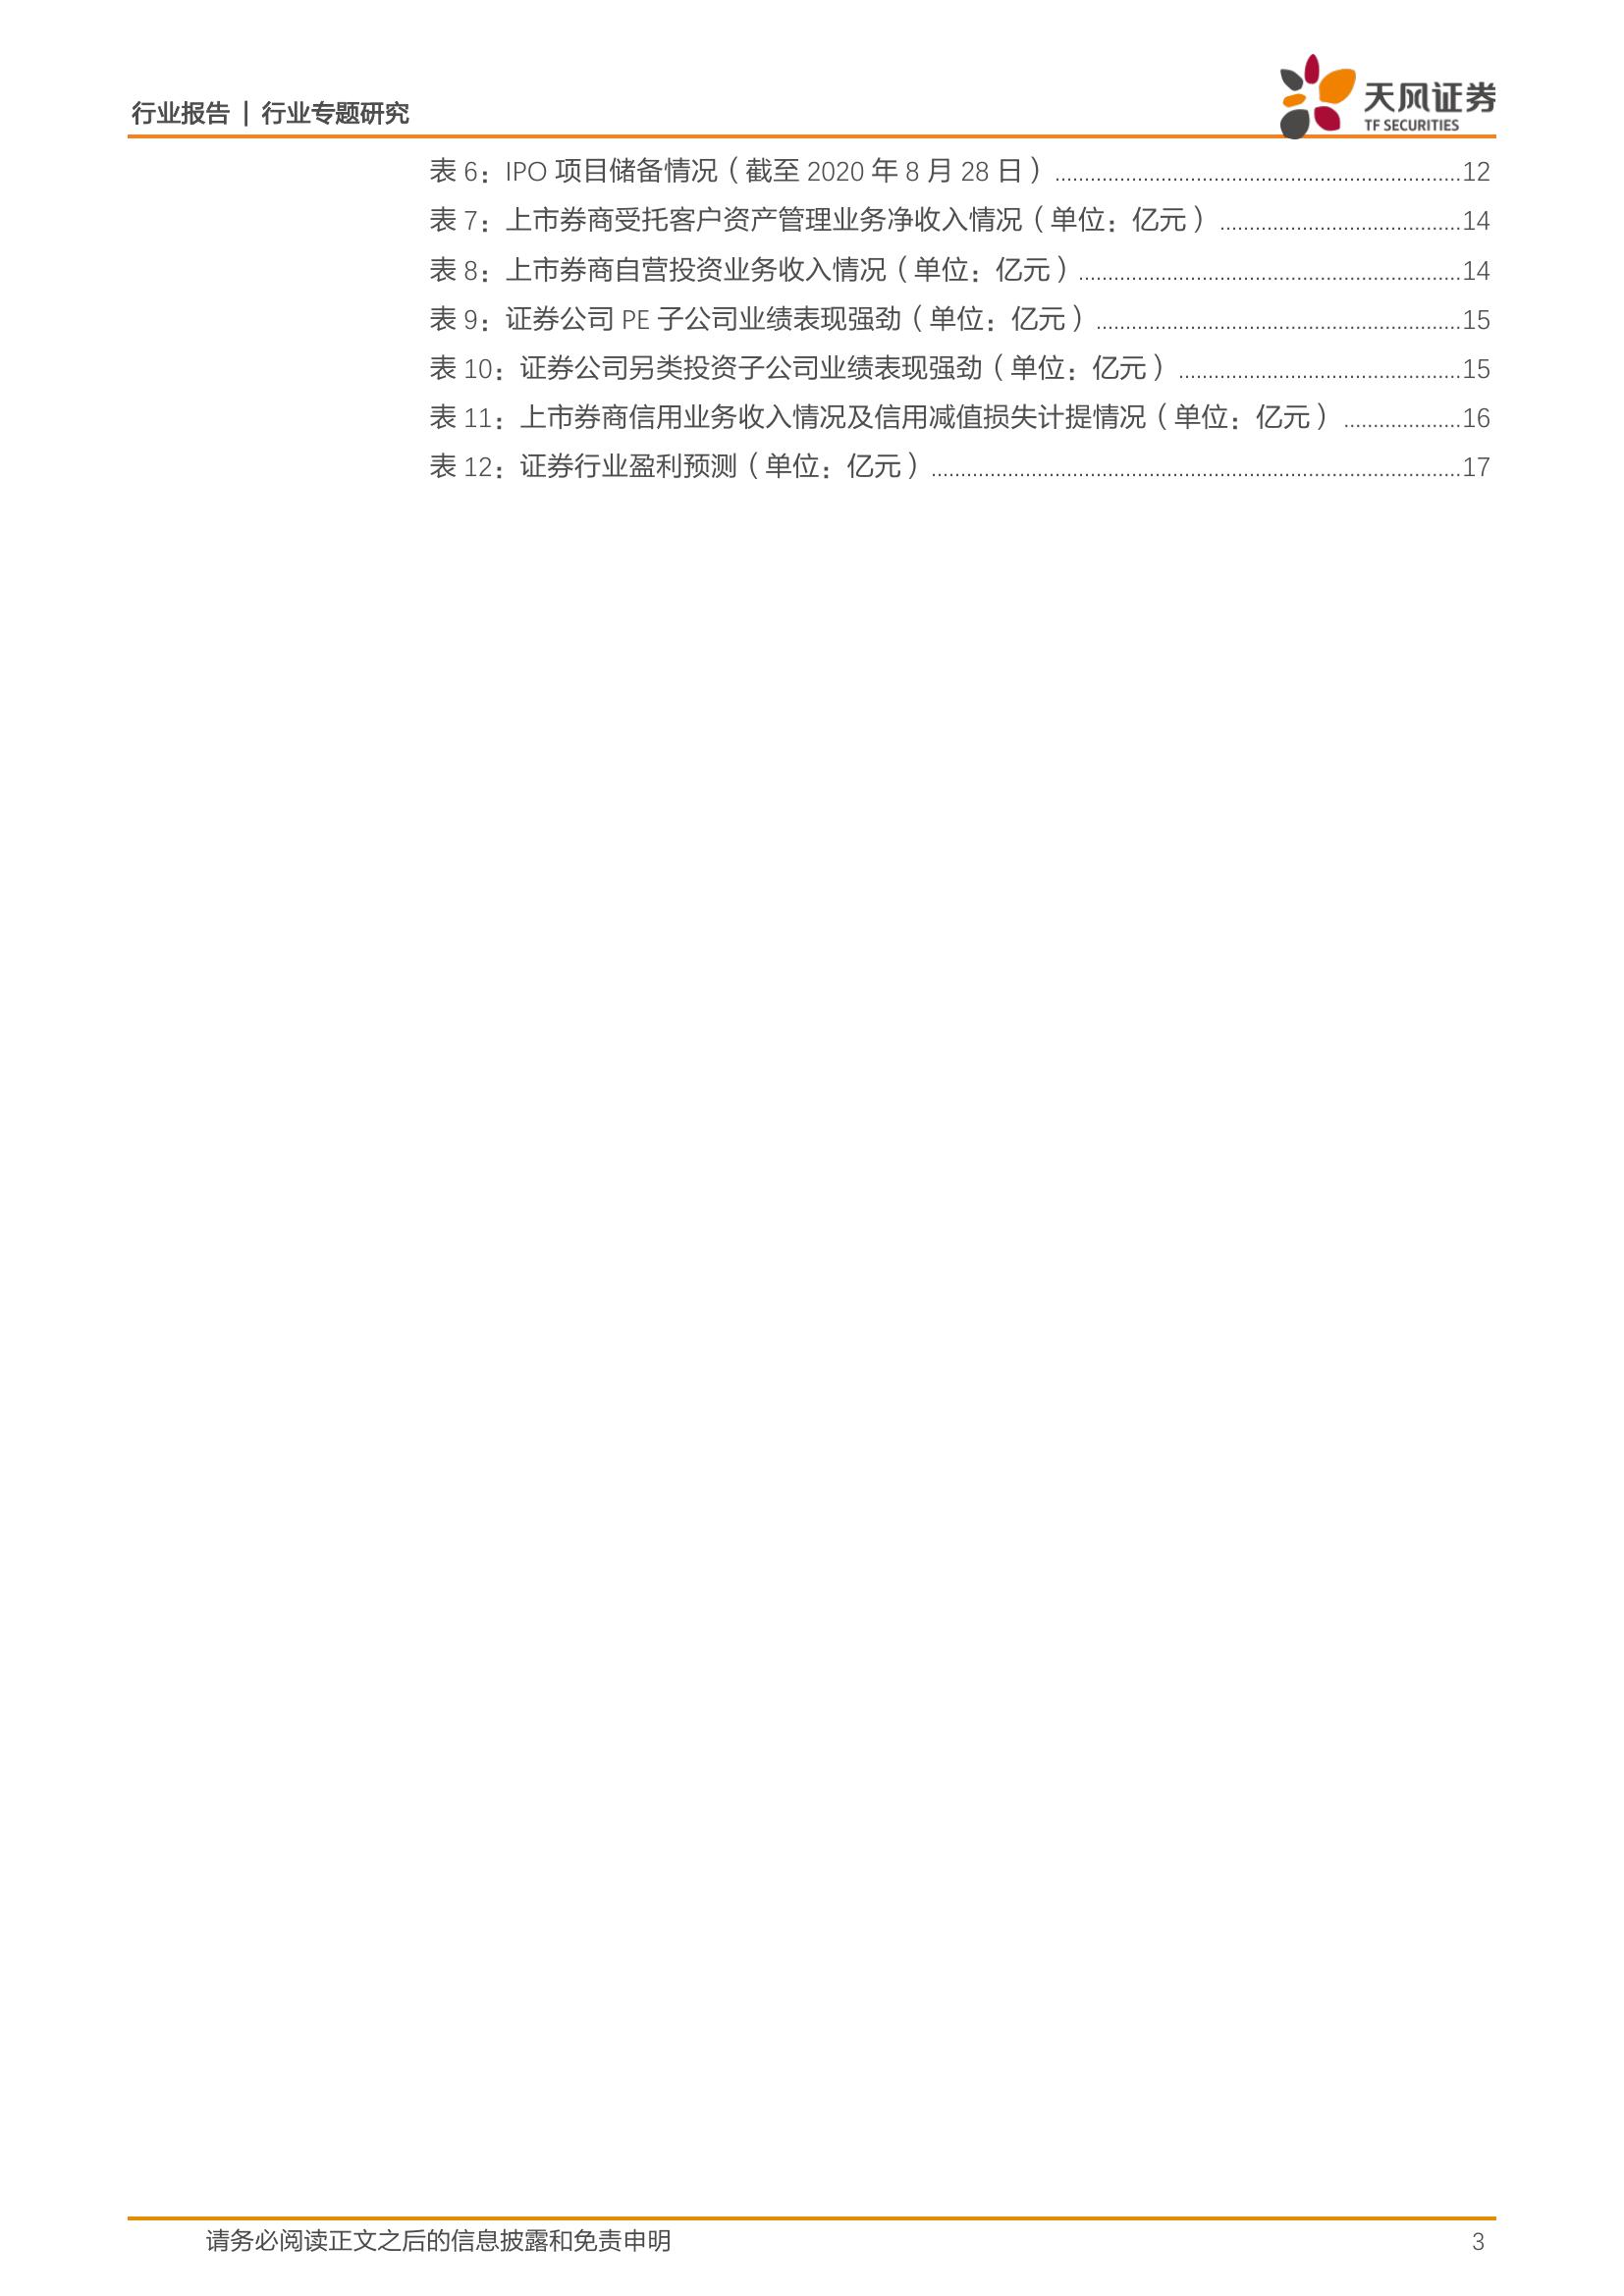 行业报告 | 行业专题研究
天风证券
TF SECURITIES
表 6：IPO 项目储备情况（截至 2020 年 8 月 28 日）....................12
表 7：上市券商受托客户资产管理业务净收入情况（单位：亿元）....................14
表 8：上市券商自营投资业务收入情况（单位：亿元）....................14
表 9：证券公司 PE 子公司业绩表现强劲（单位：亿元）....................15
表 10：证券公司另类投资子公司业绩表现强劲（单位：亿元）....................15
表 11：上市券商信用业务收入情况及信用减值损失计提情况（单位：亿元）....................16
表 12：证券行业盈利预测（单位：亿元）....................17
请务必阅读正文之后的信息披露和免责申明
3